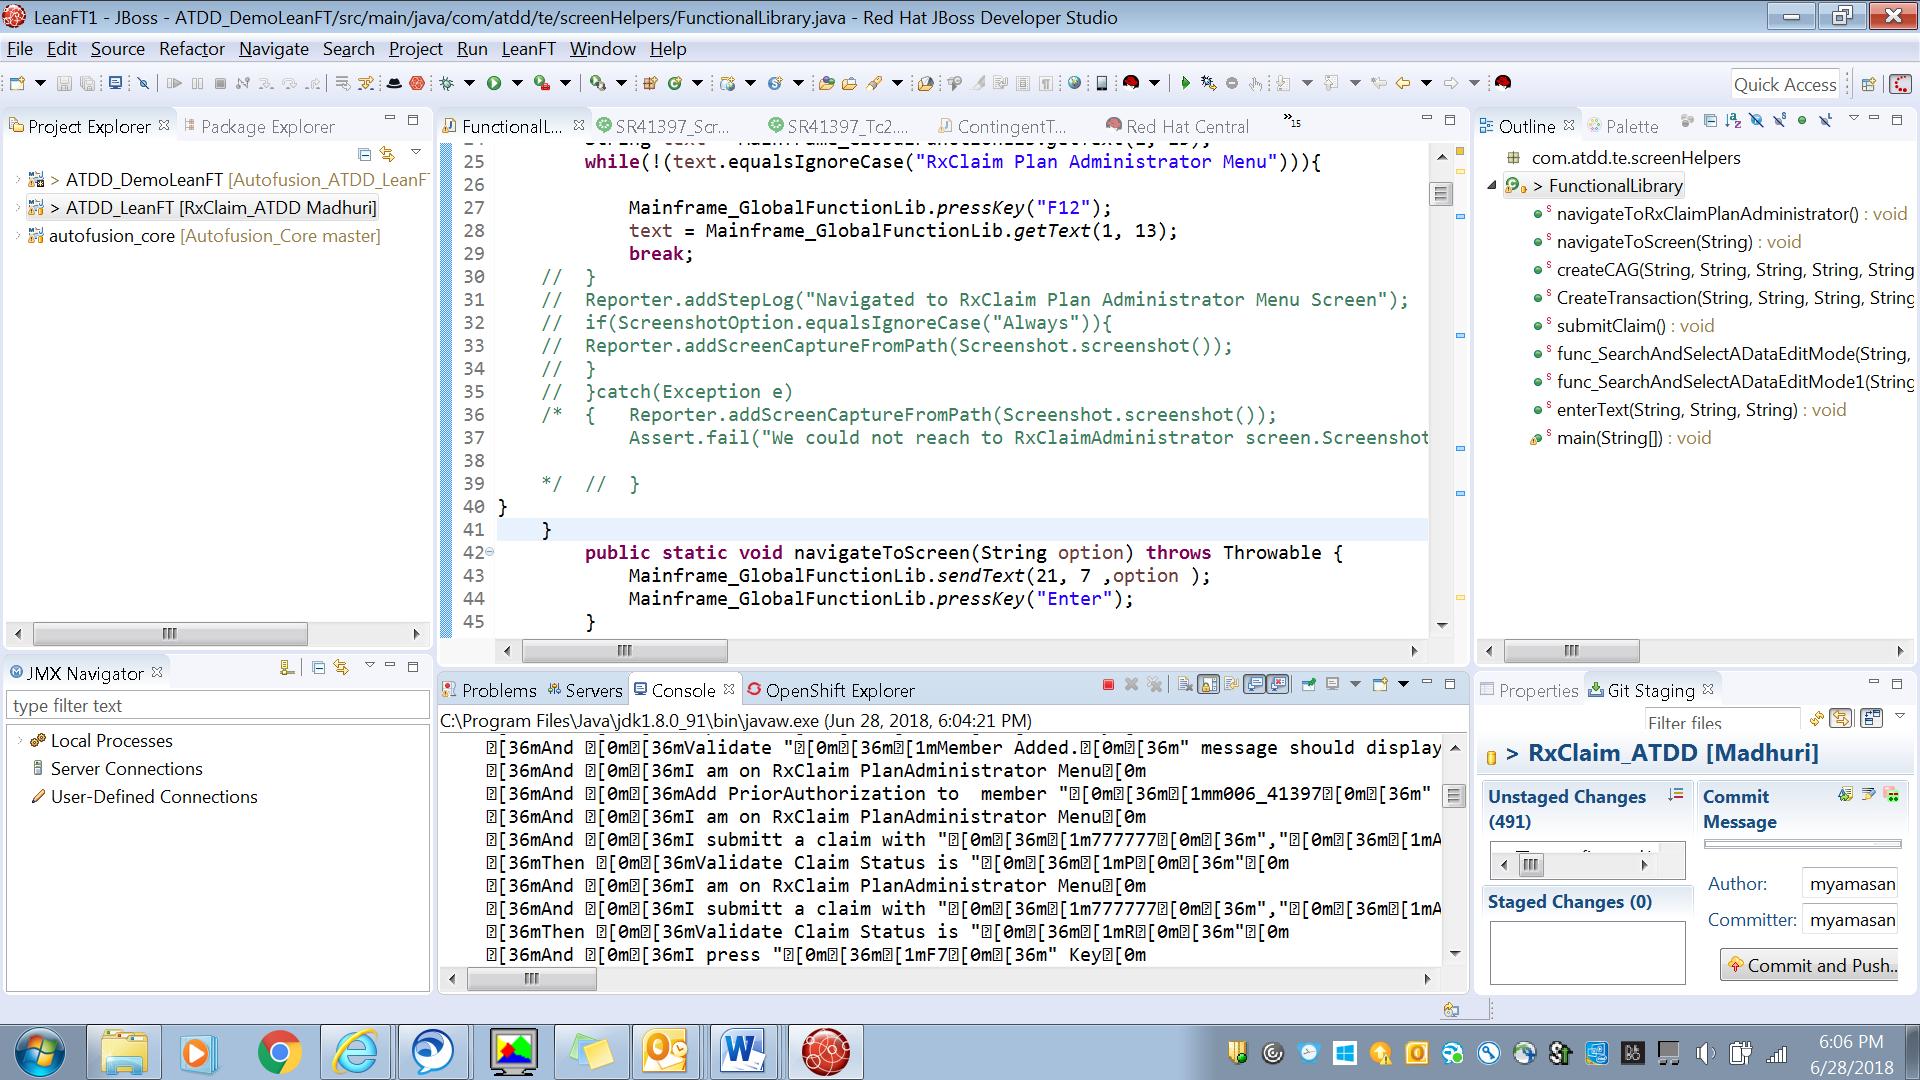 LeanFT1 - JBoss - ATDD_DemoLeanFT/src/main/java/com/atdd/te/screenHelpers/FunctionalLibrary.java - Red Hat JBoss Developer Studio
File Edit Source Refactor Navigate Search Project Run LeanFT Window Help
Quick Access
Project Explorer Package Explorer
> ATDD_DemoLeanFT [Autofusion_ATDD_LeanFT
> ATDD_LeanFT [RxClaim_ATDD Madhuri]
autofusion_core [Autofusion_Core master]
FunctionalL... SR41397_Scr... SR41397_Tc2.... ContingentT... Red Hat Central »15
25 while(!(text.equalsIgnoreCase("RxClaim Plan Administrator Menu"))){
26
27 Mainframe_GlobalFunctionLib.pressKey("F12");
28 text = Mainframe_GlobalFunctionLib.getText(1, 13);
29 break;
30 // }
31 // Reporter.addStepLog("Navigated to RxClaim Plan Administrator Menu Screen");
32 // if(ScreenshotOption.equalsIgnoreCase("Always")){
33 // Reporter.addScreenCaptureFromPath(Screenshot.screenshot());
34 // }
35 // }catch(Exception e)
36 /* { Reporter.addScreenCaptureFromPath(Screenshot.screenshot());
37 Assert.fail("We could not reach to RxClaimAdministrator screen.Screenshot
38
39 */ // }
40 }
41 }
42 public static void navigateToScreen(String option) throws Throwable {
43 Mainframe_GlobalFunctionLib.sendText(21, 7 ,option );
44 Mainframe_GlobalFunctionLib.pressKey("Enter");
45 }
Outline Palette
com.atdd.te.screenHelpers
> FunctionalLibrary
navigateToRxClaimPlanAdministrator() : void
navigateToScreen(String) : void
createCAG(String, String, String, String, String
CreateTransaction(String, String, String, String
submitClaim() : void
func_SearchAndSelectADataEditMode(String,
func_SearchAndSelectADataEditMode1(String
enterText(String, String, String) : void
main(String[]) : void
JMX Navigator
type filter text
Local Processes
Server Connections
User-Defined Connections
Problems Servers Console OpenShift Explorer
C:\Program Files\Java\jdk1.8.0_91\bin\javaw.exe (Jun 28, 2018, 6:04:21 PM)
[36mAnd [0m[36mValidate "[0m[36m[1mMember Added.[0m[36m" message should display
[36mAnd [0m[36mI am on RxClaim PlanAdministrator Menu[0m
[36mAnd [0m[36mAdd PriorAuthorization to member "[0m[36m[1mm006_41397[0m[36m"
[36mAnd [0m[36mI am on RxClaim PlanAdministrator Menu[0m
[36mAnd [0m[36mI submitt a claim with "[0m[36m[1m777777[0m[36m","[0m[36m[1mA
[36mThen [0m[36mValidate Claim Status is "[0m[36m[1mP[0m[36m"[0m
[36mAnd [0m[36mI am on RxClaim PlanAdministrator Menu[0m
[36mAnd [0m[36mI submitt a claim with "[0m[36m[1m777777[0m[36m","[0m[36m[1mA
[36mThen [0m[36mValidate Claim Status is "[0m[36m[1mR[0m[36m"[0m
[36mAnd [0m[36mI press "[0m[36m[1mF7[0m[36m" Key[0m
Properties Git Staging
Filter files
> RxClaim_ATDD [Madhuri]
Unstaged Changes (491)
Staged Changes (0)
Commit Message
Author: myamasan
Committer: myamasan
Commit and Push...
6:06 PM
6/28/2018